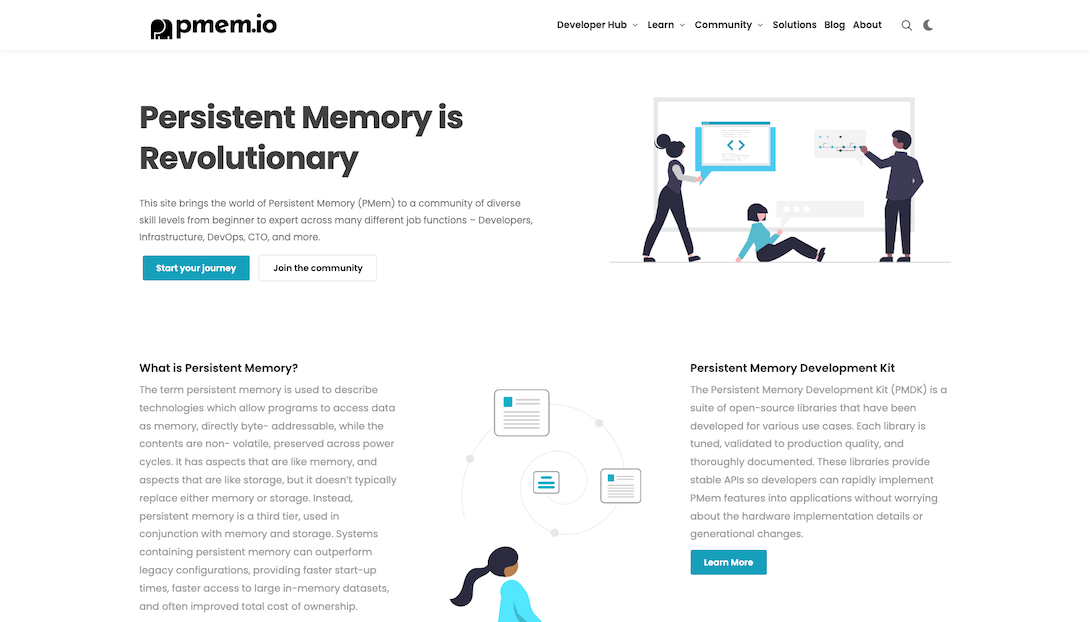 pmem.io
Developer Hub Learn Community Solutions Blog About
Persistent Memory is
Revolutionary
This site brings the world of Persistent Memory (PMem) to a community of diverse
skill levels from beginner to expert across many different job functions – Developers,
Infrastructure, DevOps, CTO, and more.
Start your journey Join the community
What is Persistent Memory?
The term persistent memory is used to describe
technologies which allow programs to access data
as memory, directly byte- addressable, while the
contents are non- volatile, preserved across power
cycles. It has aspects that are like memory, and
aspects that are like storage, but it doesn’t typically
replace either memory or storage. Instead,
persistent memory is a third tier, used in
conjunction with memory and storage. Systems
containing persistent memory can outperform
legacy configurations, providing faster start-up
times, faster access to large in-memory datasets,
and often improved total cost of ownership.
Persistent Memory Development Kit
The Persistent Memory Development Kit (PMDK) is a
suite of open-source libraries that have been
developed for various use cases. Each library is
tuned, validated to production quality, and
thoroughly documented. These libraries provide
stable APIs so developers can rapidly implement
PMem features into applications without worrying
about the hardware implementation details or
generational changes.
Learn More